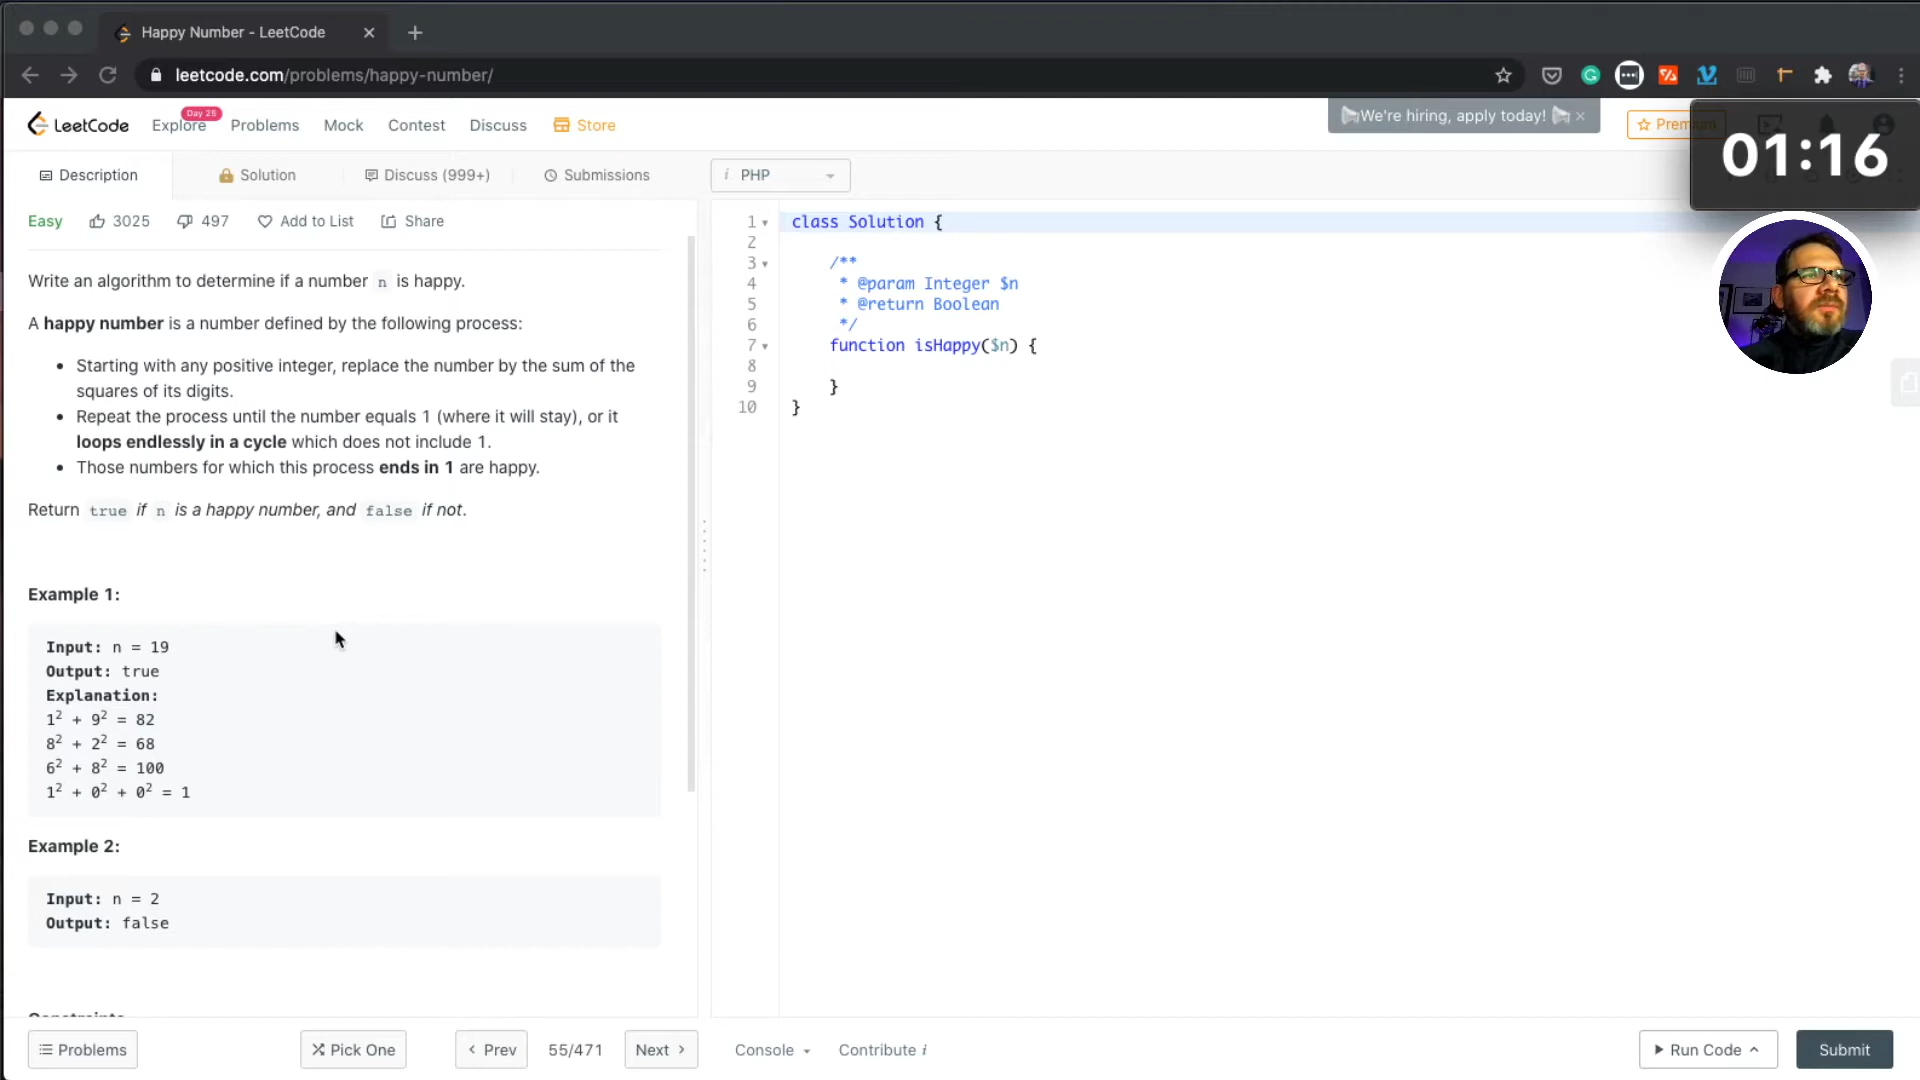 Happy Number - LeetCode
leetcode.com/problems/happy-number/
LeetCode Explore Day 25 Problems Mock Contest Discuss Store
We're hiring, apply today!
Premium
01:16
Description Solution Discuss (999+) Submissions
i PHP
Easy 3025 497 Add to List Share
Write an algorithm to determine if a number n is happy.
A happy number is a number defined by the following process:
• Starting with any positive integer, replace the number by the sum of the
squares of its digits.
• Repeat the process until the number equals 1 (where it will stay), or it
loops endlessly in a cycle which does not include 1.
• Those numbers for which this process ends in 1 are happy.
Return true if n is a happy number, and false if not.
Example 1:
Input: n = 19
Output: true
Explanation:
1² + 9² = 82
8² + 2² = 68
6² + 8² = 100
1² + 0² + 0² = 1
Example 2:
Input: n = 2
Output: false
1 class Solution {
2
3 /**
4 * @param Integer $n
5 * @return Boolean
6 */
7 function isHappy($n) {
8
9 }
10 }
Problems Pick One < Prev 55/471 Next > Console Contribute i Run Code Submit